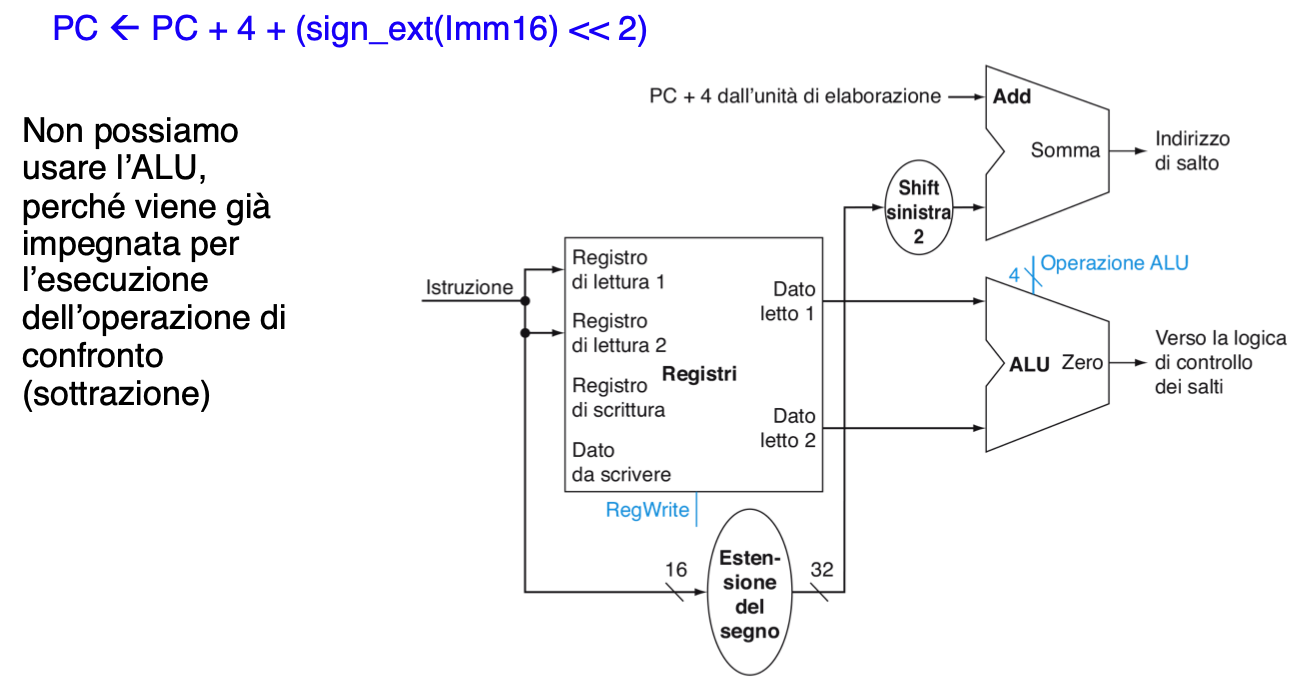 PC ← PC + 4 + (sign_ext(Imm16) << 2)
Non possiamo
usare l’ALU,
perché viene già
impegnata per
l’esecuzione
dell’operazione di
confronto
(sottrazione)
PC + 4 dall’unità di elaborazione
Add
Somma
Indirizzo
di salto
Shift
sinistra
2
Istruzione
Registro
di lettura 1
Registro
di lettura 2
Registro
di scrittura
Dato
da scrivere
Registri
Dato
letto 1
Dato
letto 2
RegWrite
4
Operazione ALU
ALU
Zero
Verso la logica
di controllo
dei salti
16
Esten-
sione
del
segno
32